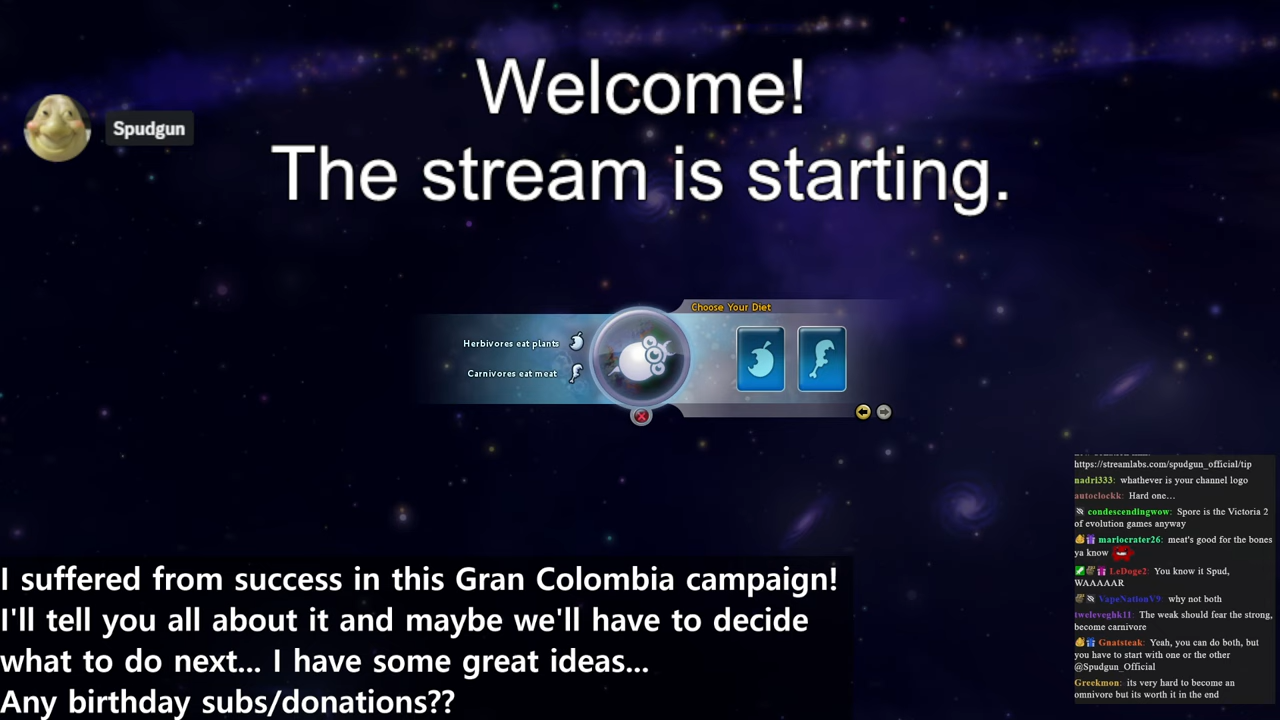 Welcome!
The stream is starting.
Spudgun
Choose Your Diet
Herbivores eat plants
Carnivores eat meat
https://streamlabs.com/spudgun_official/tip
nadri333: whathever is your channel logo
autoclockk: Hard one...
condescendingwow: Spore is the Victoria 2
of evolution games anyway
mariocrater26: meat's good for the bones
ya know
LeDoge2: You know it Spud,
WAAAAAR
VapeNationV9: why not both
tweleveghk11: The weak should fear the strong,
become carnivore
Gnatsteak: Yeah, you can do both, but
you have to start with one or the other
@Spudgun_Official
Greekmon: its very hard to become an
omnivore but its worth it in the end
I suffered from success in this Gran Colombia campaign!
I'll tell you all about it and maybe we'll have to decide
what to do next... I have some great ideas...
Any birthday subs/donations??